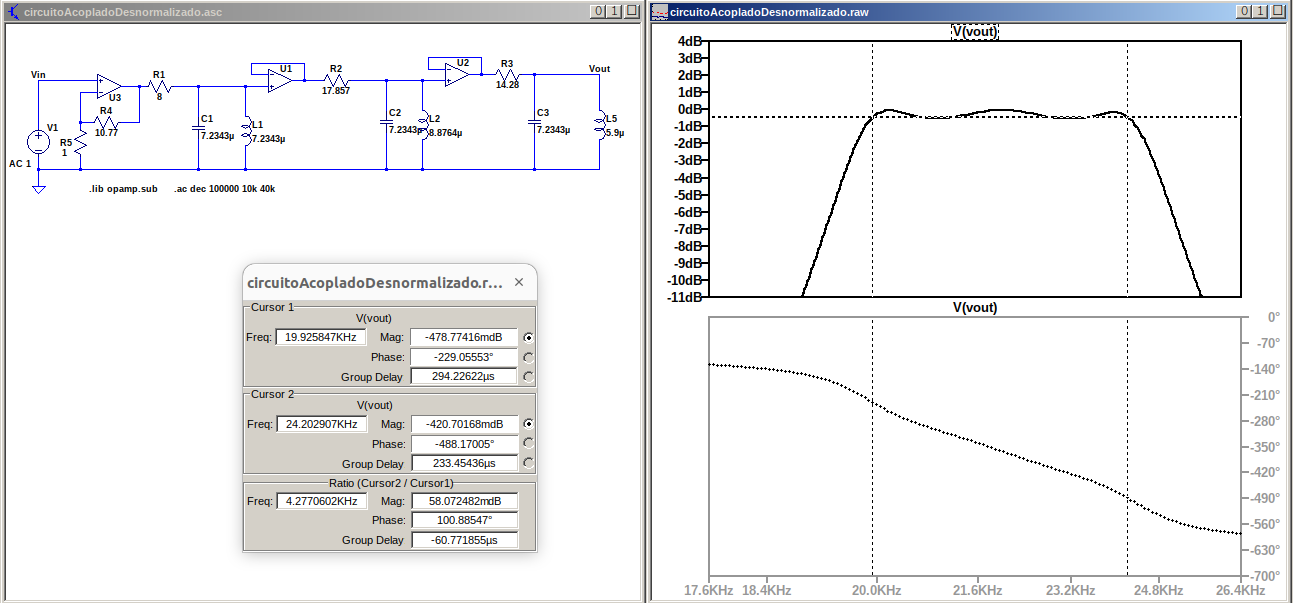 circuitoAcopladoDesnormalizado.asc
Vin
U3
R1
8
U1
R2
17.857
U2
R3
14.28
Vout
R4
10.77
R5
1
V1
AC 1
C1
7.2343µ
L1
7.2343µ
C2
7.2343µ
L2
8.8764µ
C3
7.2343µ
L5
5.9µ
.lib opamp.sub
.ac dec 100000 10k 40k
circuitoAcopladoDesnormalizado.r...
Cursor 1
V(vout)
Freq: 19.925847KHz Mag: -478.77416mdB
Phase: -229.05553°
Group Delay 294.22622µs
Cursor 2
V(vout)
Freq: 24.202907KHz Mag: -420.70168mdB
Phase: -488.17005°
Group Delay 233.45436µs
Ratio (Cursor2 / Cursor1)
Freq: 4.2770602KHz Mag: 58.072482mdB
Phase: 100.88547°
Group Delay -60.771855µs
circuitoAcopladoDesnormalizado.raw
V(vout)
4dB
3dB
2dB
1dB
0dB
-1dB
-2dB
-3dB
-4dB
-5dB
-6dB
-7dB
-8dB
-9dB
-10dB
-11dB
V(vout)
0°
-70°
-140°
-210°
-280°
-350°
-420°
-490°
-560°
-630°
-700°
17.6KHz 18.4KHz 20.0KHz 21.6KHz 23.2KHz 24.8KHz 26.4KHz